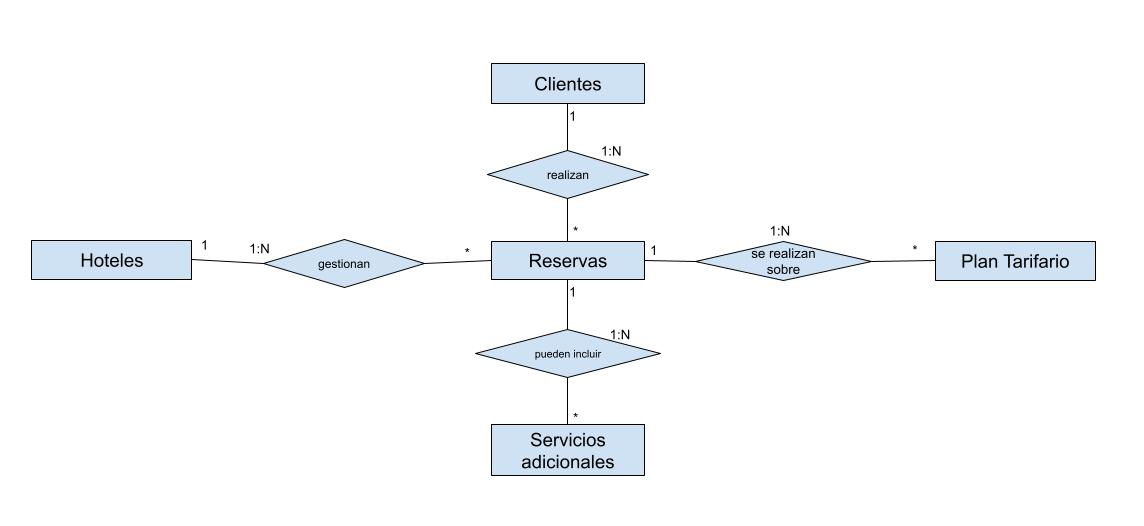 Clientes
1
1:N
realizan
*
Hoteles
1
1:N
gestionan
*
Reservas
1
1:N
se realizan
sobre
*
Plan Tarifario
1
1:N
pueden incluir
*
Servicios
adicionales